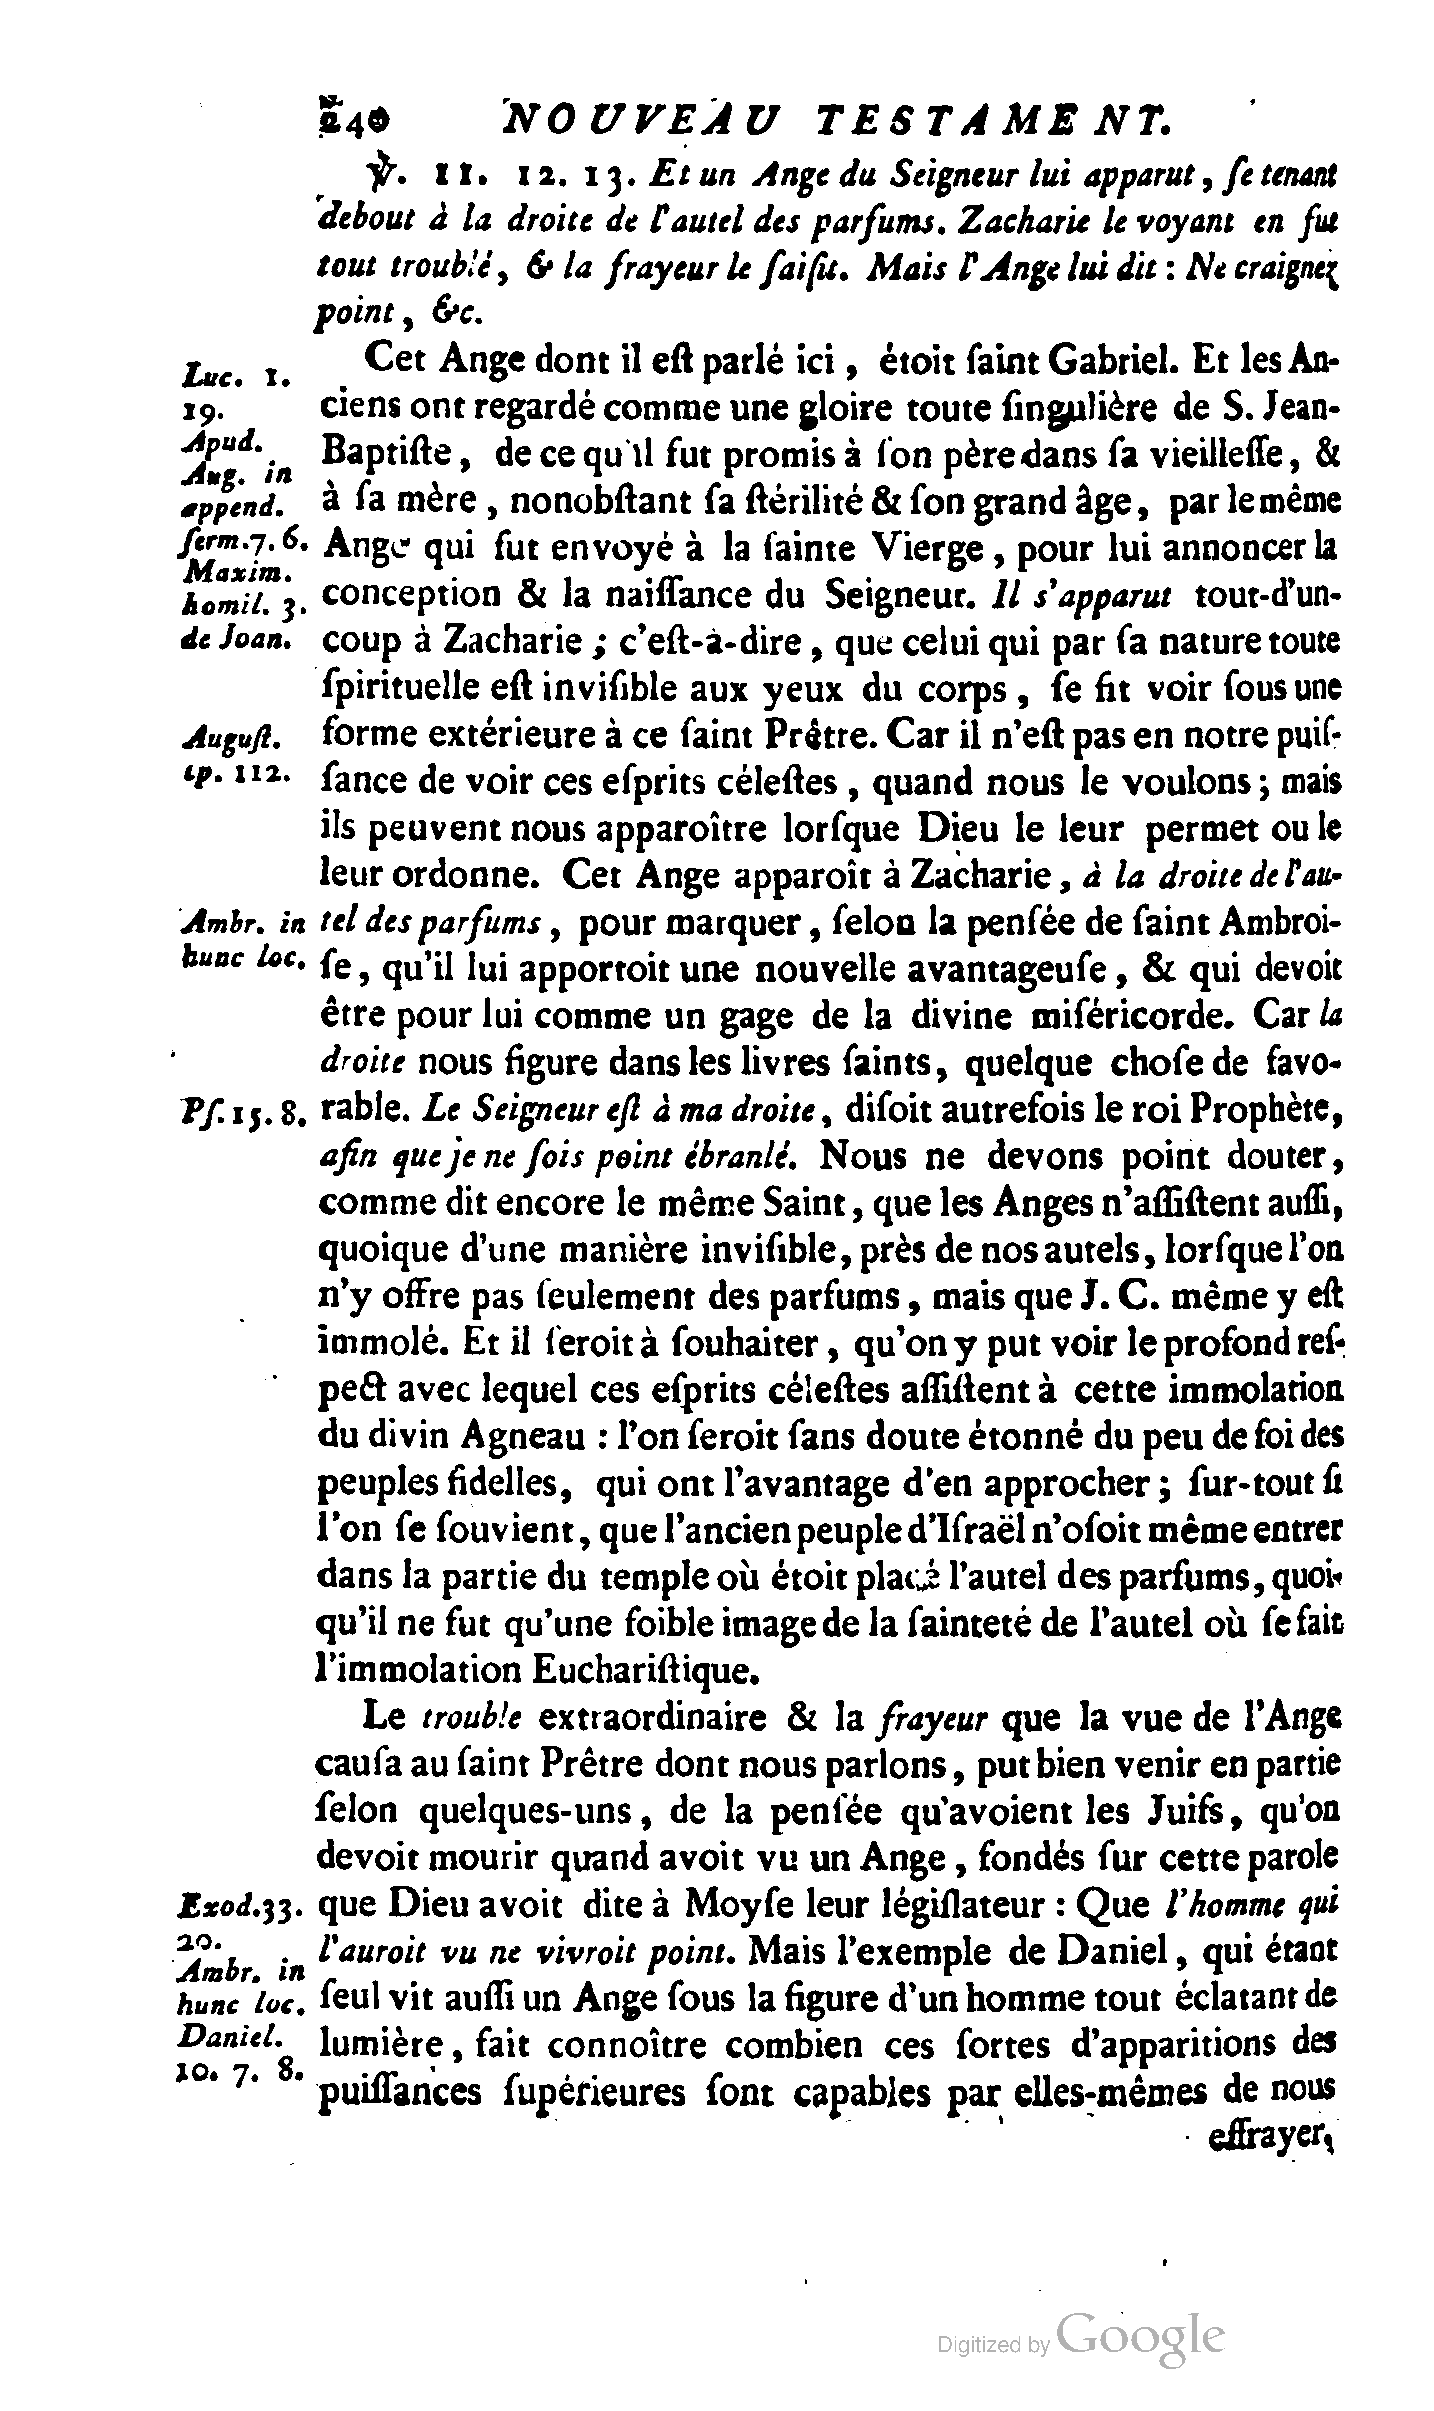 240 NOUVEAU TESTAMENT.
℣. 11. 12. 13. Et un Ange du Seigneur lui apparut, ſe tenant
debout à la droite de l'autel des parfums. Zacharie le voyant en fut
tout troublé, & la frayeur le ſaiſit. Mais l'Ange lui dit : Ne craignez
point, &c.
Cet Ange dont il eſt parlé ici, étoit ſaint Gabriel. Et les An-
Luc. 1.
19.
ciens ont regardé comme une gloire toute ſingulière de S. Jean-
Apud.
Aug. in
append.
ſerm.7.6.
Maxim.
homil. 3.
de Joan.
Baptiſte, de ce qu'il fut promis à ſon père dans ſa vieilleſſe, &
à ſa mère, nonobſtant ſa ſtérilité & ſon grand âge, par le même
Ange qui fut envoyé à la ſainte Vierge, pour lui annoncer la
conception & la naiſſance du Seigneur. Il s'apparut tout-d'un-
coup à Zacharie ; c'eſt-à-dire, que celui qui par ſa nature toute
ſpirituelle eſt inviſible aux yeux du corps, ſe fit voir ſous une
Auguſt.
ep. 112.
forme extérieure à ce ſaint Prêtre. Car il n'eſt pas en notre puiſ-
ſance de voir ces eſprits céleſtes, quand nous le voulons ; mais
ils peuvent nous apparoître lorſque Dieu le leur permet ou le
leur ordonne. Cet Ange apparoît à Zacharie, à la droite de l'au-
Ambr. in
hunc loc.
tel des parfums, pour marquer, ſelon la penſée de ſaint Ambroi-
ſe, qu'il lui apportoit une nouvelle avantageuſe, & qui devoit
être pour lui comme un gage de la divine miſéricorde. Car la
droite nous figure dans les livres ſaints, quelque choſe de favo-
Pſ. 15. 8.
rable. Le Seigneur eſt à ma droite, diſoit autrefois le roi Prophète,
afin que je ne ſois point ébranlé. Nous ne devons point douter,
comme dit encore le même Saint, que les Anges n'aſſiſtent auſſi,
quoique d'une manière inviſible, près de nos autels, lorſque l'on
n'y offre pas ſeulement des parfums, mais que J. C. même y eſt
immolé. Et il ſeroit à ſouhaiter, qu'on y put voir le profond reſ-
pect avec lequel ces eſprits céleſtes aſſiſtent à cette immolation
du divin Agneau : l'on ſeroit ſans doute étonné du peu de foi des
peuples fidelles, qui ont l'avantage d'en approcher ; ſur-tout ſi
l'on ſe ſouvient, que l'ancien peuple d'Iſraël n'oſoit même entrer
dans la partie du temple où étoit placé l'autel des parfums, quoi-
qu'il ne fut qu'une foible image de la ſainteté de l'autel où ſe fait
l'immolation Euchariſtique.
Le trouble extraordinaire & la frayeur que la vue de l'Ange
cauſa au ſaint Prêtre dont nous parlons, put bien venir en partie
ſelon quelques-uns, de la penſée qu'avoient les Juifs, qu'on
devoit mourir quand avoit vu un Ange, fondés ſur cette parole
Exod.33.
20.
Ambr. in
hunc loc.
Daniel.
10. 7. 8.
que Dieu avoit dite à Moyſe leur légiſlateur : Que l'homme qui
l'auroit vu ne vivroit point. Mais l'exemple de Daniel, qui étant
ſeul vit auſſi un Ange ſous la figure d'un homme tout éclatant de
lumière, fait connoître combien ces ſortes d'apparitions des
puiſſances ſupérieures ſont capables par elles-mêmes de nous
effrayer,
Digitized by Google